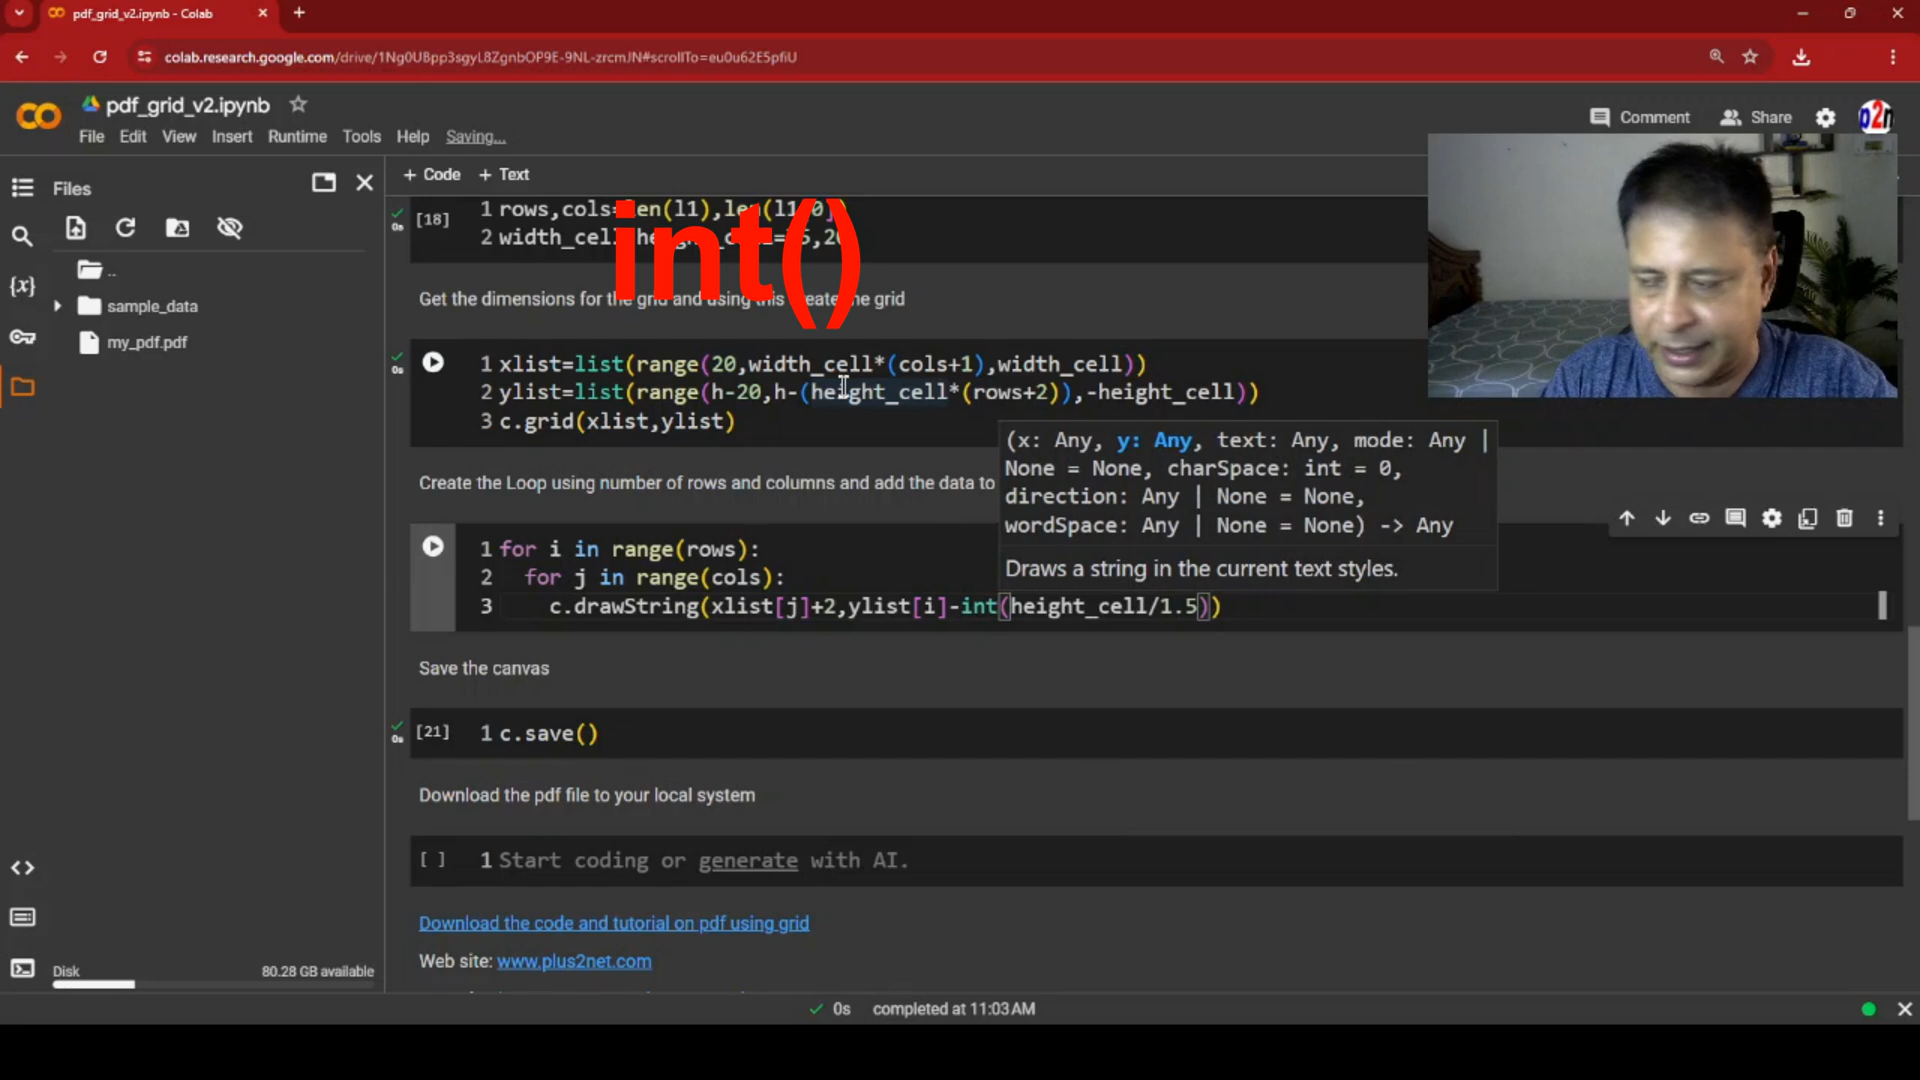 pdf_grid_v2.ipynb - Colab
colab.research.google.com/drive/1Ng0U8pp3sgyL8ZgnbOP9E-9NL-zrcmJN#scrollTo=eu0u62E5pfiU
pdf_grid_v2.ipynb
Comment
Share
File Edit View Insert Runtime Tools Help Saving...
Files
+ Code + Text
..
sample_data
my_pdf.pdf
int()
[18]
0s
1 rows,cols=len(l1),len(l1[0])
2
Get the dimensions for the grid and using this create the grid
0s
1 xlist=list(range(20,width_cell*(cols+1),width_cell))
2 ylist=list(range(h-20,h-(height_cell*(rows+2)),-height_cell))
3 c.grid(xlist,ylist)
(x: Any, y: Any, text: Any, mode: Any |
None = None, charSpace: int = 0,
direction: Any | None = None,
wordSpace: Any | None = None) -> Any
Draws a string in the current text styles.
Create the Loop using number of rows and columns and add the data to
1 for i in range(rows):
2 for j in range(cols):
3 c.drawString(xlist[j]+2,ylist[i]-int(height_cell/1.5))
Save the canvas
0s
[21] 1 c.save()
Download the pdf file to your local system
[ ] 1 Start coding or generate with AI.
Download the code and tutorial on pdf using grid
Web site: www.plus2net.com
Disk 80.28 GB available
0s completed at 11:03 AM